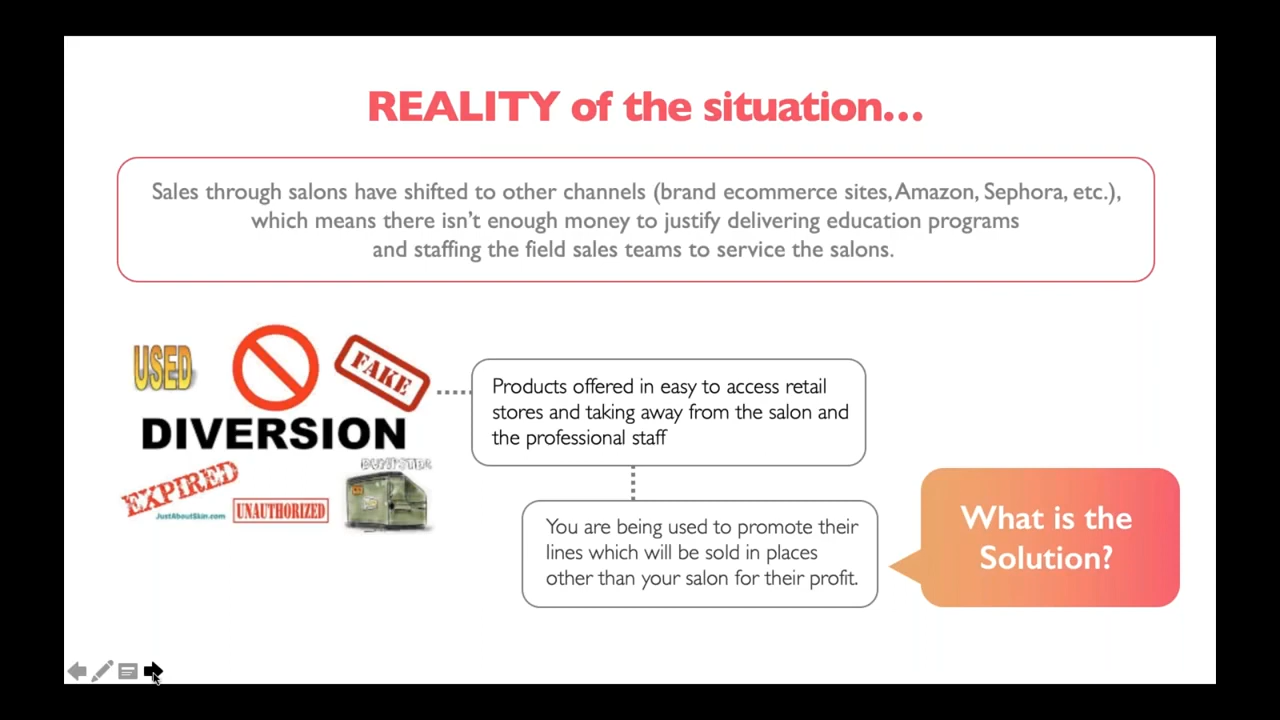 REALITY of the situation...
Sales through salons have shifted to other channels (brand ecommerce sites, Amazon, Sephora, etc.),
which means there isn't enough money to justify delivering education programs
and staffing the field sales teams to service the salons.
USED
FAKE
DIVERSION
EXPIRED
JustAboutSkin.com
UNAUTHORIZED
DUMPSTER
Products offered in easy to access retail
stores and taking away from the salon and
the professional staff
You are being used to promote their
lines which will be sold in places
other than your salon for their profit.
What is the
Solution?